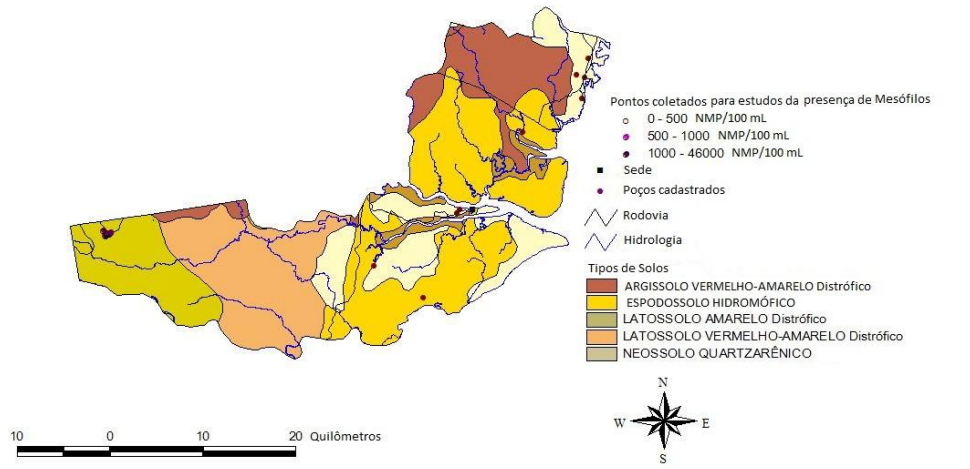 Pontos coletados para estudos da presença de Mesófilos
0 - 500 NMP/100 mL
500 - 1000 NMP/100 mL
1000 - 46000 NMP/100 mL
Sede
Poços cadastrados
Rodovia
Hidrologia
Tipos de Solos
ARGISSOLO VERMELHO-AMARELO Distrófico
ESPODOSSOLO HIDROMÓFICO
LATOSSOLO AMARELO Distrófico
LATOSSOLO VERMELHO-AMARELO Distrófico
NEOSSOLO QUARTZARÊNICO
N
W E
S
10 0 10 20 Quilômetros